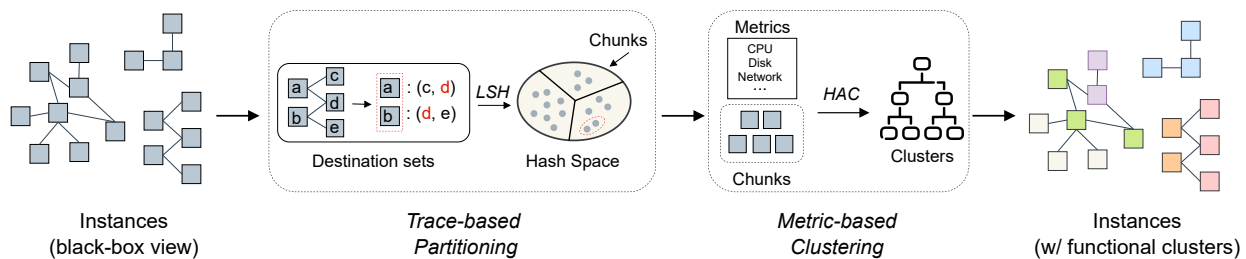 Instances
(black-box view)
a
b
c
d
e
a : (c, d)
b : (d, e)
Destination sets
LSH
Chunks
Hash Space
Trace-based
Partitioning
Metrics
CPU
Disk
Network
...
Chunks
HAC
Clusters
Metric-based
Clustering
Instances
(w/ functional clusters)